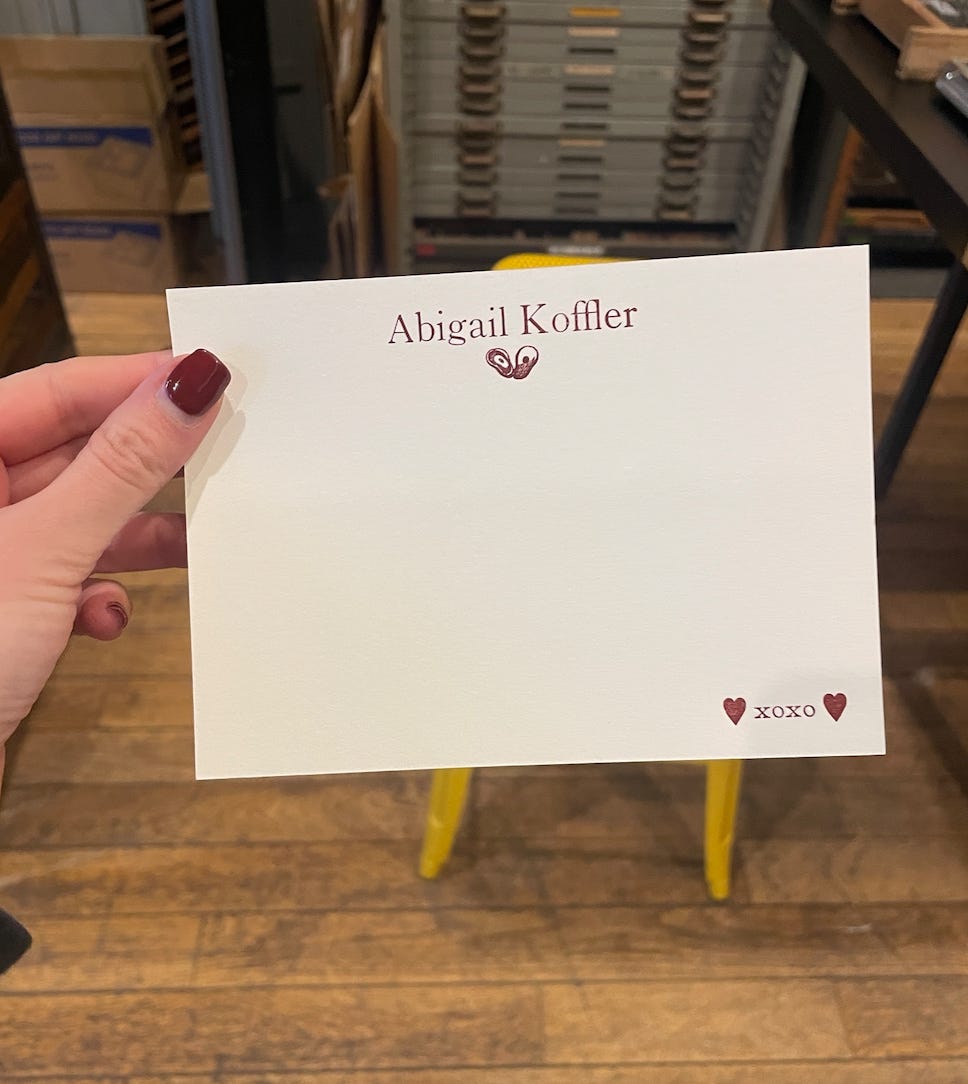 Abigail Koffler
♥ xoxo ♥